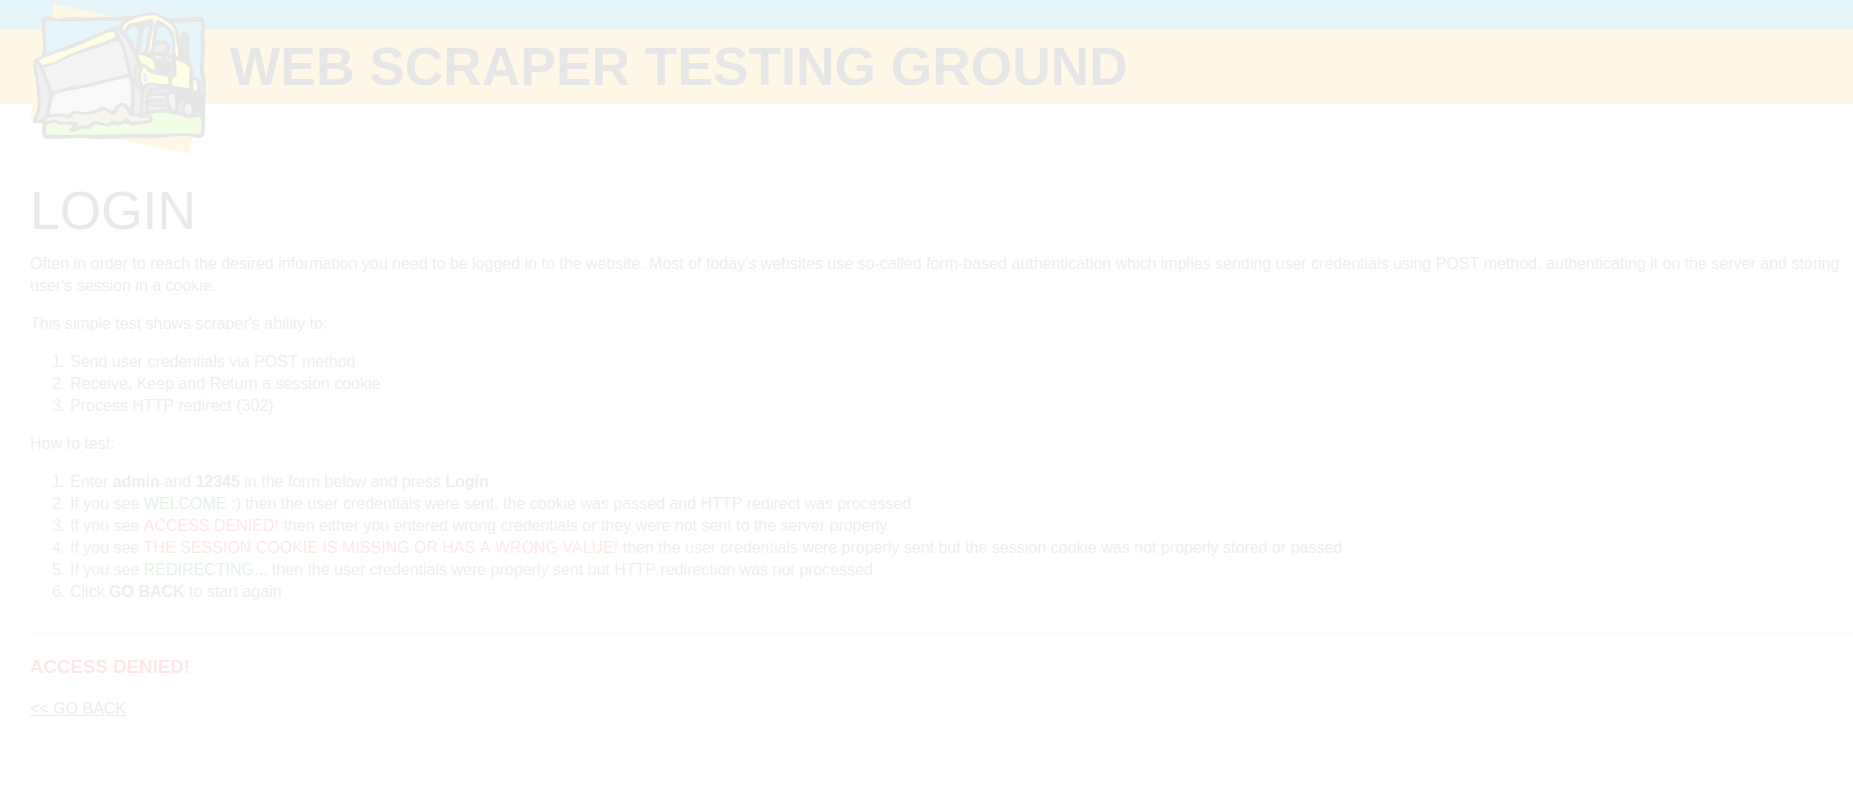 WEB SCRAPER TESTING GROUND
LOGIN
Often in order to reach the desired information you need to be logged in to the website. Most of today's websites use so-called form-based authentication which implies sending user credentials using POST method, authenticating it on the server and storing
user's session in a cookie.
This simple test shows scraper's ability to:
1. Send user credentials via POST method
2. Receive, Keep and Return a session cookie
3. Process HTTP redirect (302)
How to test:
1. Enter admin and 12345 in the form below and press Login
2. If you see WELCOME :) then the user credentials were sent, the cookie was passed and HTTP redirect was processed
3. If you see ACCESS DENIED! then either you entered wrong credentials or they were not sent to the server properly
4. If you see THE SESSION COOKIE IS MISSING OR HAS A WRONG VALUE! then the user credentials were properly sent but the session cookie was not properly stored or passed
5. If you see REDIRECTING... then the user credentials were properly sent but HTTP redirection was not processed
6. Click GO BACK to start again
ACCESS DENIED!
<< GO BACK